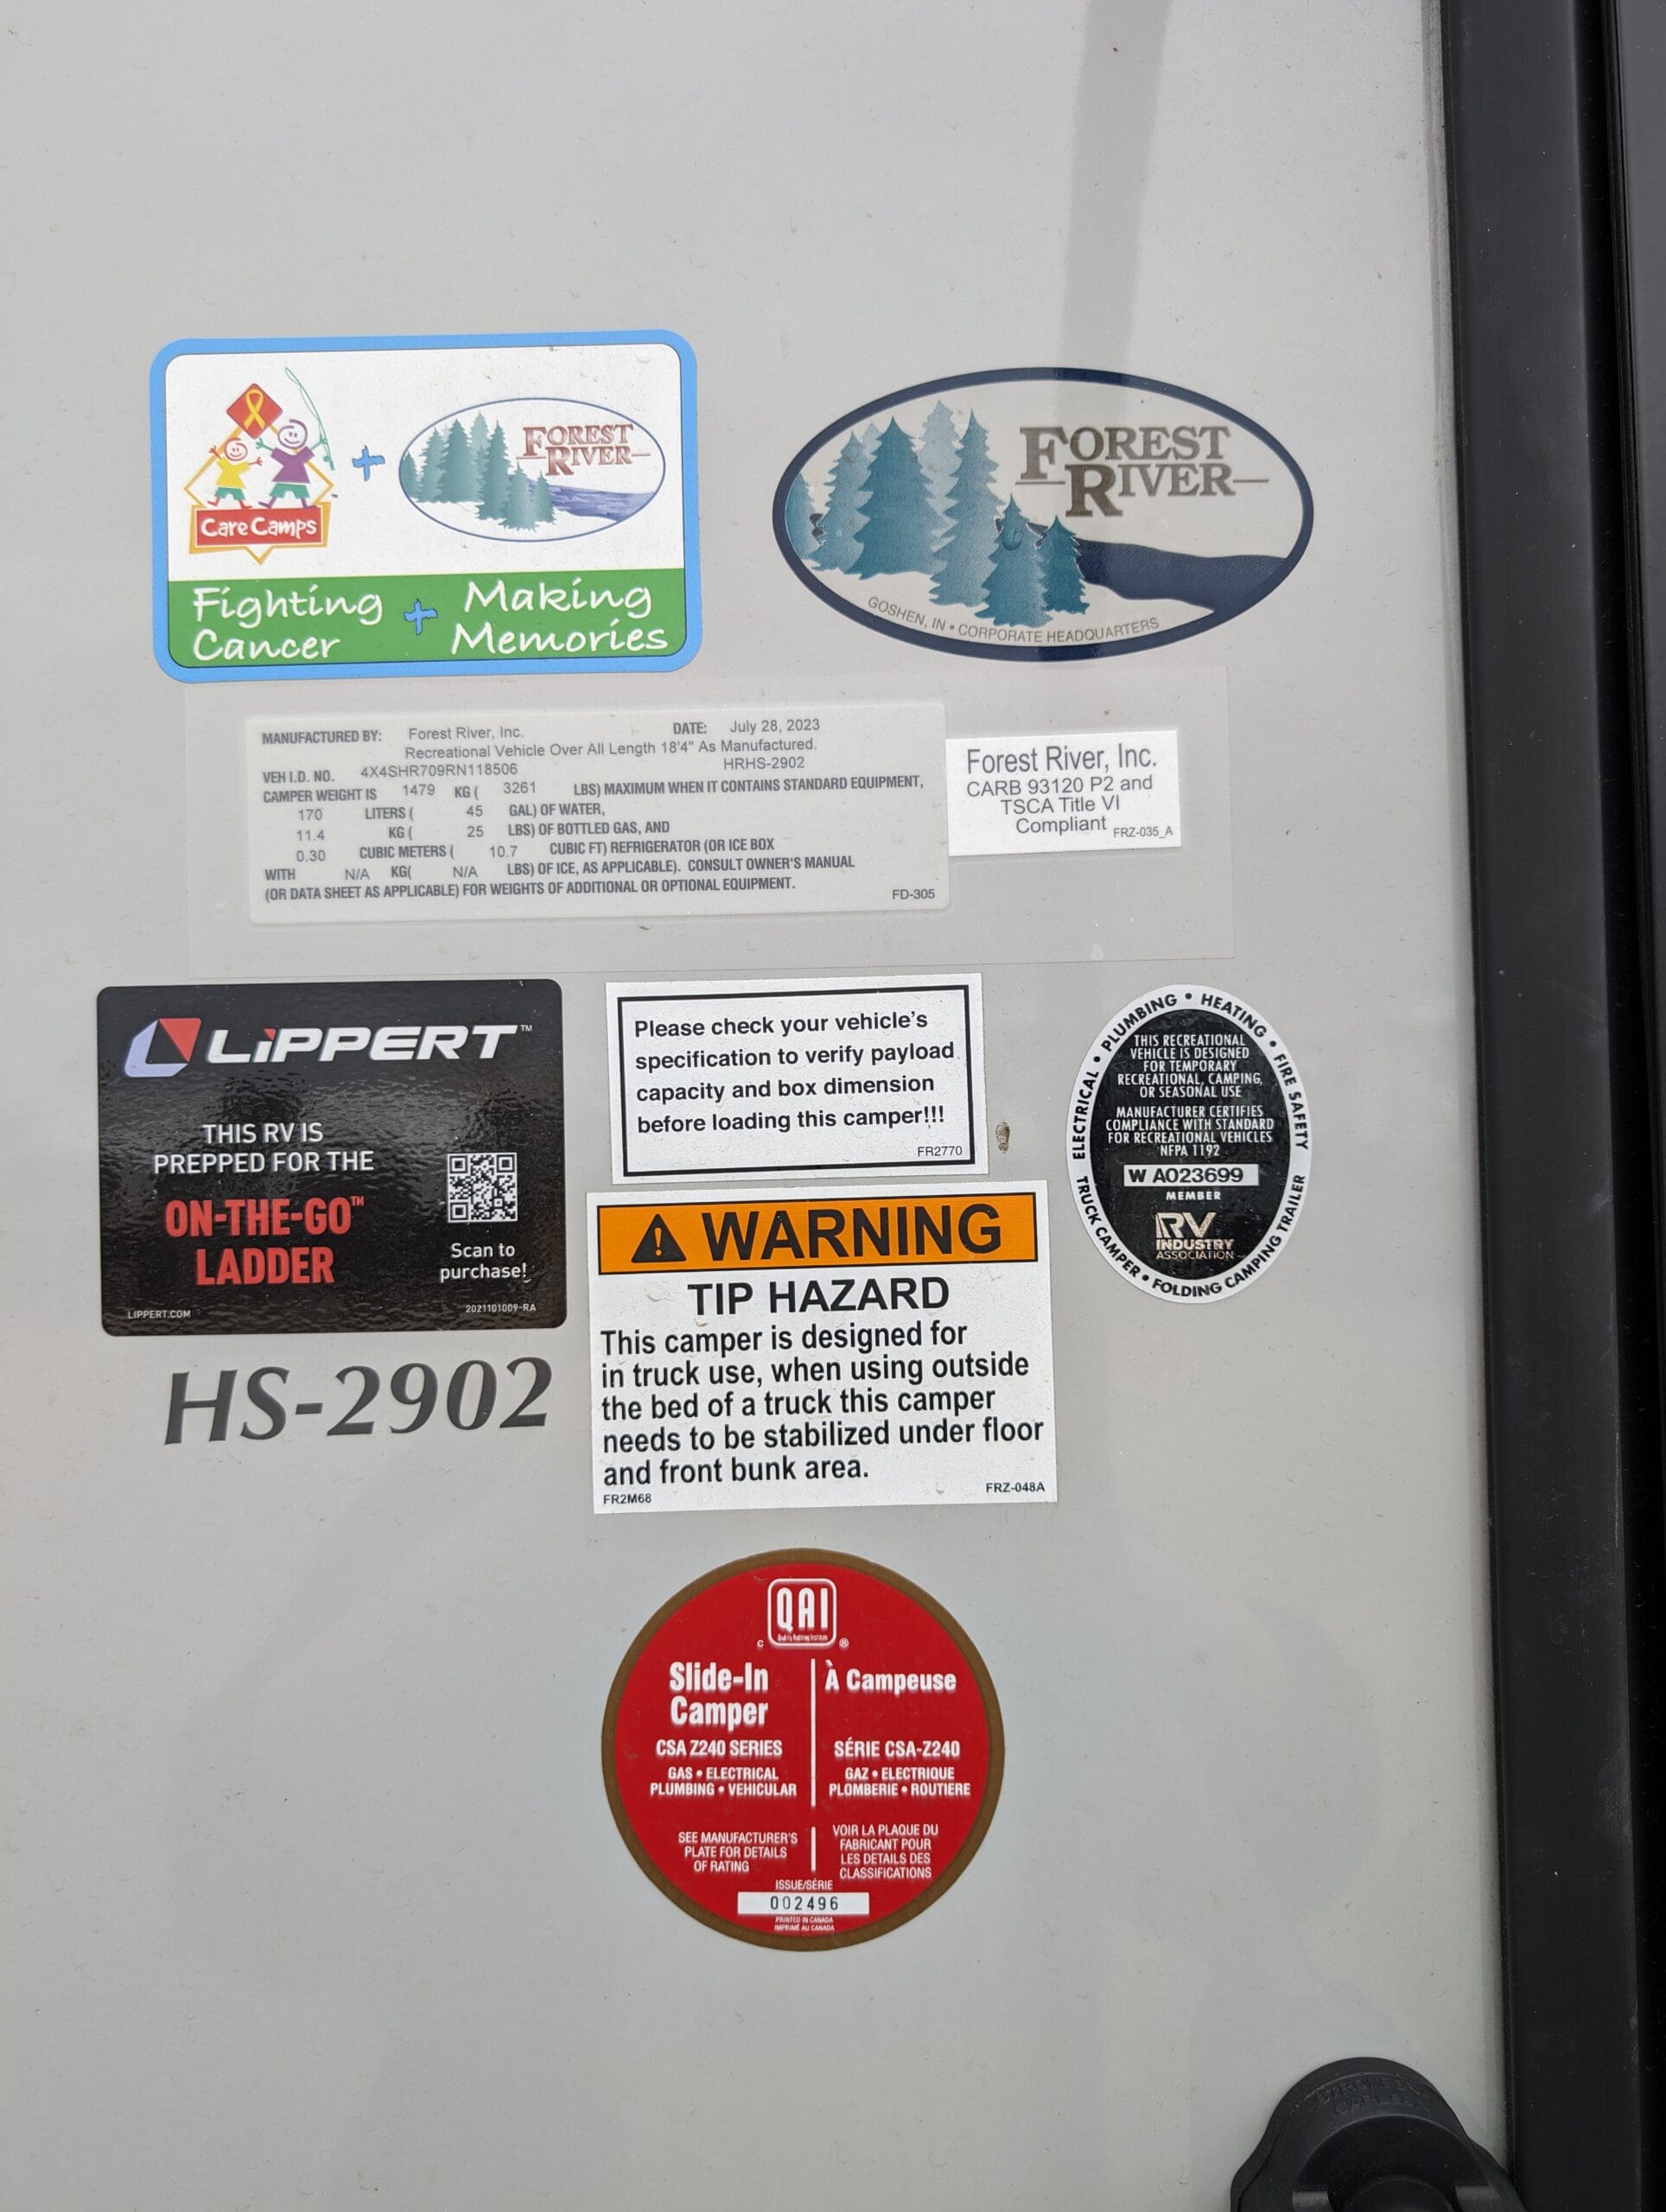 CareCamps
+
FOREST
RIVER
Fighting
Cancer
+
Making
Memories
FOREST
RIVER
GOSHEN, IN • CORPORATE HEADQUARTERS
MANUFACTURED BY: Forest River, Inc. DATE: July 28, 2023
Recreational Vehicle Over All Length 18'4" As Manufactured.
VEH I.D. NO. 4X4SHR709RN118506 HRHS-2902
CAMPER WEIGHT IS 1479 KG ( 3261 LBS) MAXIMUM WHEN IT CONTAINS STANDARD EQUIPMENT,
170 LITERS ( 45 GAL) OF WATER,
11.4 KG ( 25 LBS) OF BOTTLED GAS, AND
0.30 CUBIC METERS ( 10.7 CUBIC FT) REFRIGERATOR (OR ICE BOX
WITH N/A KG( N/A LBS) OF ICE, AS APPLICABLE). CONSULT OWNER'S MANUAL
(OR DATA SHEET AS APPLICABLE) FOR WEIGHTS OF ADDITIONAL OR OPTIONAL EQUIPMENT.
FD-305
Forest River, Inc.
CARB 93120 P2 and
TSCA Title VI
Compliant FRZ-035_A
LIPPERT™
THIS RV IS
PREPPED FOR THE
ON-THE-GO™
LADDER
Scan to
purchase!
LIPPERT.COM
2021101009-RA
HS-2902
Please check your vehicle's
specification to verify payload
capacity and box dimension
before loading this camper!!!
FR2770
WARNING
TIP HAZARD
This camper is designed for
in truck use, when using outside
the bed of a truck this camper
needs to be stabilized under floor
and front bunk area.
FR2M68 FRZ-048A
ELECTRICAL • PLUMBING • HEATING • FIRE SAFETY
THIS RECREATIONAL
VEHICLE IS DESIGNED
FOR TEMPORARY
RECREATIONAL, CAMPING,
OR SEASONAL USE
MANUFACTURER CERTIFIES
COMPLIANCE WITH STANDARD
FOR RECREATIONAL VEHICLES
NFPA 1192
W A023699
MEMBER
RV
INDUSTRY
ASSOCIATION
TRUCK CAMPER • FOLDING CAMPING TRAILER
QAI
C ®
Slide-In
Camper
CSA Z240 SERIES
GAS • ELECTRICAL
PLUMBING • VEHICULAR
SEE MANUFACTURER'S
PLATE FOR DETAILS
OF RATING
À Campeuse
SÉRIE CSA-Z240
GAZ • ELECTRIQUE
PLOMBERIE • ROUTIERE
VOIR LA PLAQUE DU
FABRICANT POUR
LES DETAILS DES
CLASSIFICATIONS
ISSUE/SÉRIE
002496
PRINTED IN CANADA
IMPRIMÉ AU CANADA